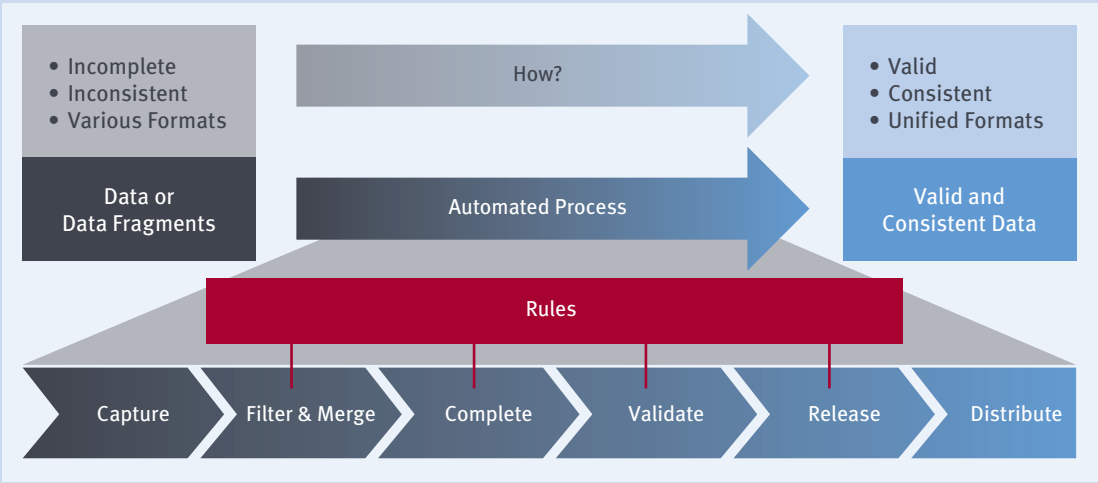 • Incomplete
• Inconsistent
• Various Formats
How?
• Valid
• Consistent
• Unified Formats
Data or
Data Fragments
Automated Process
Valid and
Consistent Data
Rules
Capture
Filter & Merge
Complete
Validate
Release
Distribute